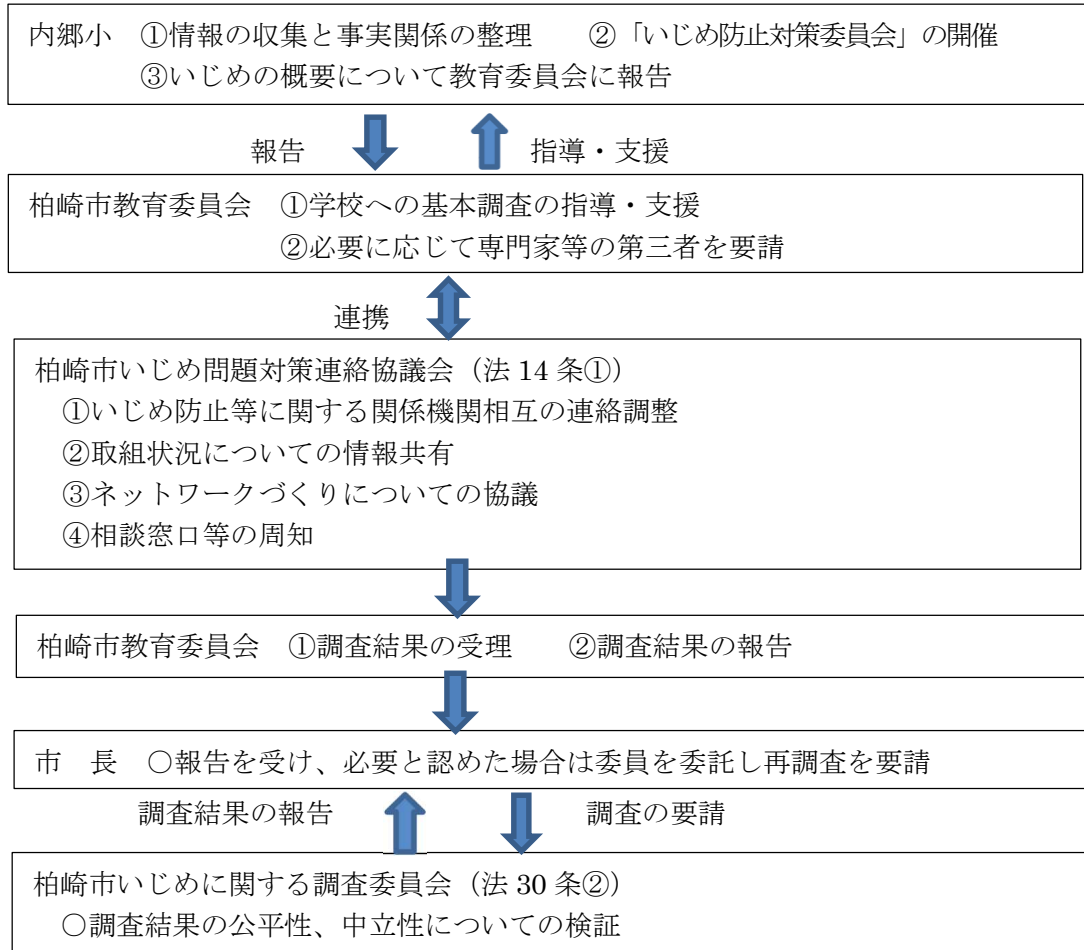 内郷小　①情報の収集と事実関係の整理　　②「いじめ防止対策委員会」の開催
③いじめの概要について教育委員会に報告
報告　　指導・支援
柏崎市教育委員会　①学校への基本調査の指導・支援
②必要に応じて専門家等の第三者を要請
連携
柏崎市いじめ問題対策連絡協議会（法 14 条①）
①いじめ防止等に関する関係機関相互の連絡調整
②取組状況についての情報共有
③ネットワークづくりについての協議
④相談窓口等の周知
柏崎市教育委員会　①調査結果の受理　　②調査結果の報告
市　長　○報告を受け、必要と認めた場合は委員を委託し再調査を要請
調査結果の報告　　調査の要請
柏崎市いじめに関する調査委員会（法 30 条②）
○調査結果の公平性、中立性についての検証